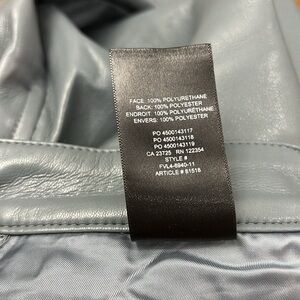 FACE: 100% POLYURETHANE
BACK: 100% POLYESTER
ENDROIT: 100% POLYURETHANE
ENVERS: 100% POLYESTER
PO 4500143117
PO 4500143118
PO 4500143119
CA 23725 RN 122354
STYLE #
FVL4-8940-11
ARTICLE # 81518